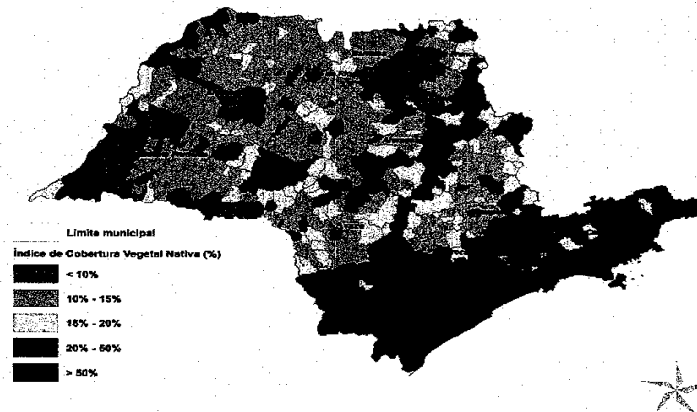 Limite municipal
Índice de Cobertura Vegetal Nativa (%)
< 10%
10% - 15%
15% - 20%
20% - 50%
> 50%